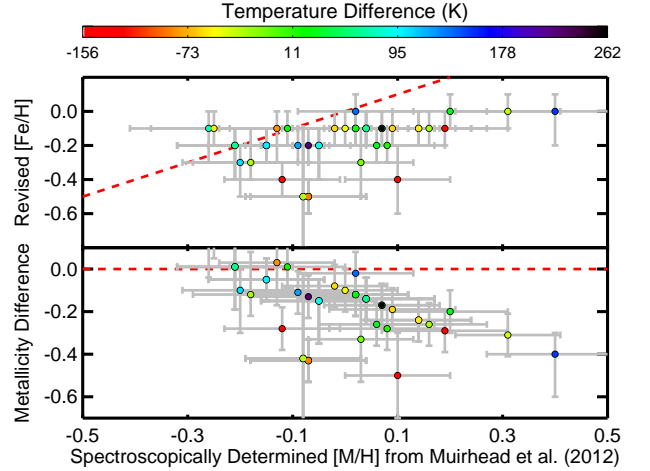 Temperature Difference (K)
-156 -73 11 95 178 262
0.0
-0.2
-0.4
-0.6
Revised [Fe/H]
0.0
-0.2
-0.4
-0.6
Metallicity Difference
-0.5 -0.3 -0.1 0.1 0.3 0.5
Spectroscopically Determined [M/H] from Muirhead et al. (2012)